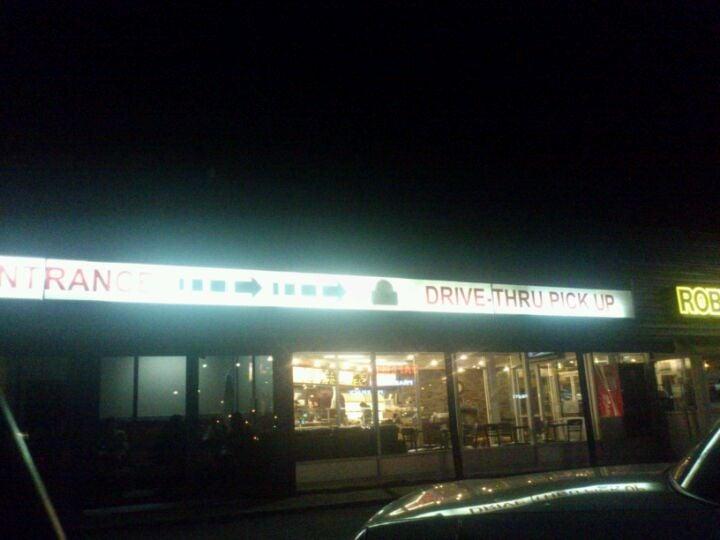 NTRANCE DRIVE-THRU PICK UP
ROB